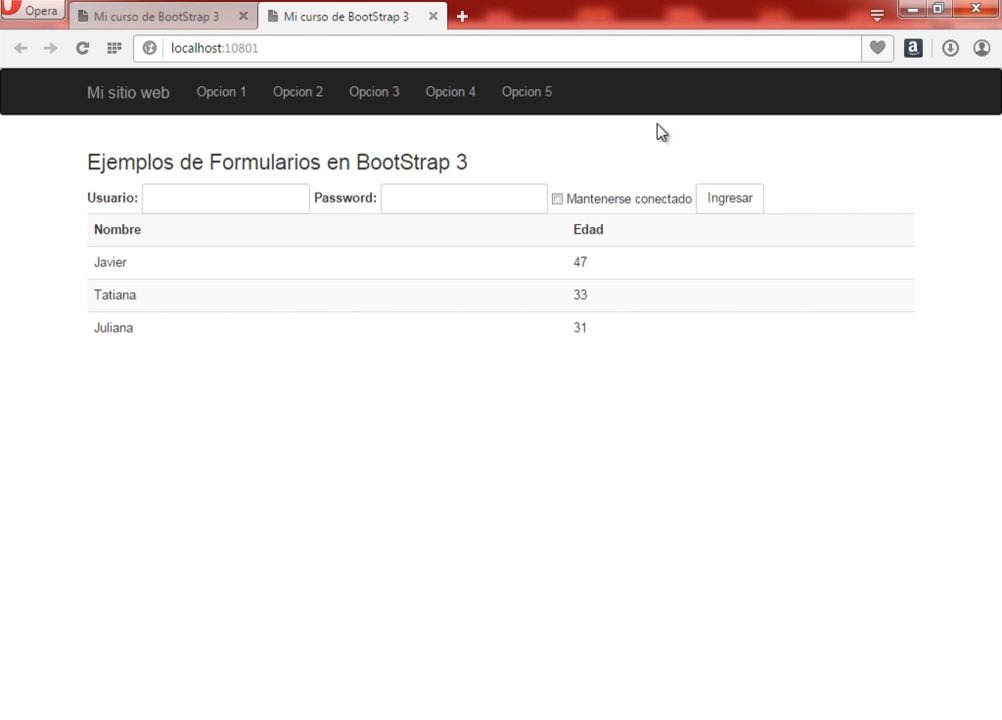 Opera Mi curso de BootStrap 3 Mi curso de BootStrap 3
localhost:10801 a
Mi sitio web Opcion 1 Opcion 2 Opcion 3 Opcion 4 Opcion 5
Ejemplos de Formularios en BootStrap 3
Usuario: Password: Mantenerse conectado Ingresar
Nombre Edad
Javier 47
Tatiana 33
Juliana 31